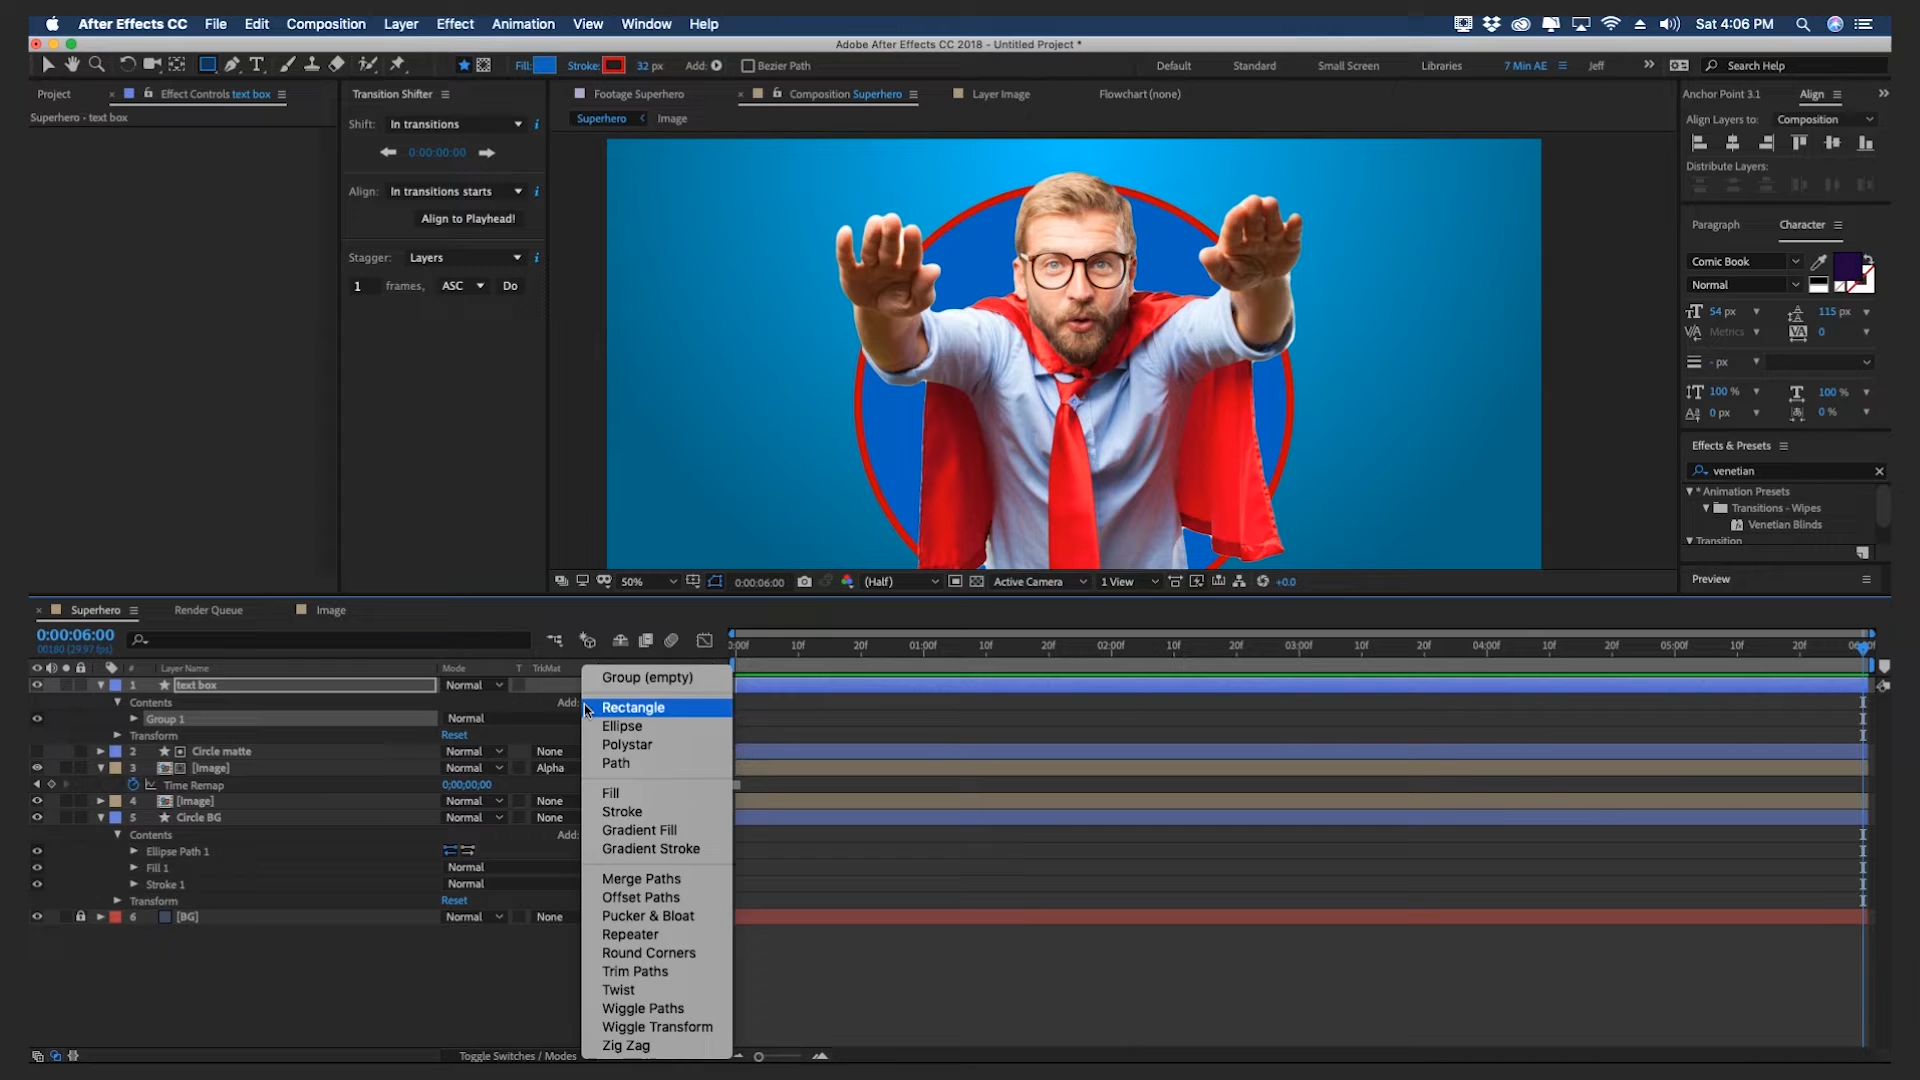 After Effects CC File Edit Composition Layer Effect Animation View Window Help Sat 4:06 PM
Adobe After Effects CC 2018 - Untitled Project *
Fill: Stroke: 32 px Add: Bezier Path Default Standard Small Screen Libraries 7 Min AE Jeff Search Help
Project Effect Controls text box Transition Shifter Footage Superhero Composition Superhero Layer Image Flowchart (none) Anchor Point 3.1 Align
Superhero - text box Shift: In transitions Superhero Image Align Layers to: Composition
0:00:00:00
Distribute Layers:
Align: In transitions starts
Align to Playhead!
Paragraph Character
Stagger: Layers
Comic Book
1 frames, ASC Do Normal
54 px 115 px
Metrics 0
- px
100 % 100 %
0 px 0 %
Effects & Presets
venetian
* Animation Presets
Transitions - Wipes
Venetian Blinds
Transition
50% 0:00:06:00 (Half) Active Camera 1 View +0.0 Preview
Superhero Render Queue Image
0:00:06:00
00180 (29.97 fps) :00f 10f 20f 01:00f 10f 20f 02:00f 10f 20f 03:00f 10f 20f 04:00f 10f 20f 05:00f 10f 20f
# Layer Name Mode T TrkMat
1 text box Normal
Contents Add:
Group 1 Normal
Transform Reset
2 Circle matte Normal None
3 [Image] Normal Alpha
Time Remap 0;00;00;00
4 [Image] Normal None
5 Circle BG Normal None
Contents Add:
Ellipse Path 1
Fill 1 Normal
Stroke 1 Normal
Transform Reset
6 [BG] Normal None
Group (empty)
Rectangle
Ellipse
Polystar
Path
Fill
Stroke
Gradient Fill
Gradient Stroke
Merge Paths
Offset Paths
Pucker & Bloat
Repeater
Round Corners
Trim Paths
Twist
Wiggle Paths
Wiggle Transform
Zig Zag
Toggle Switches / Modes